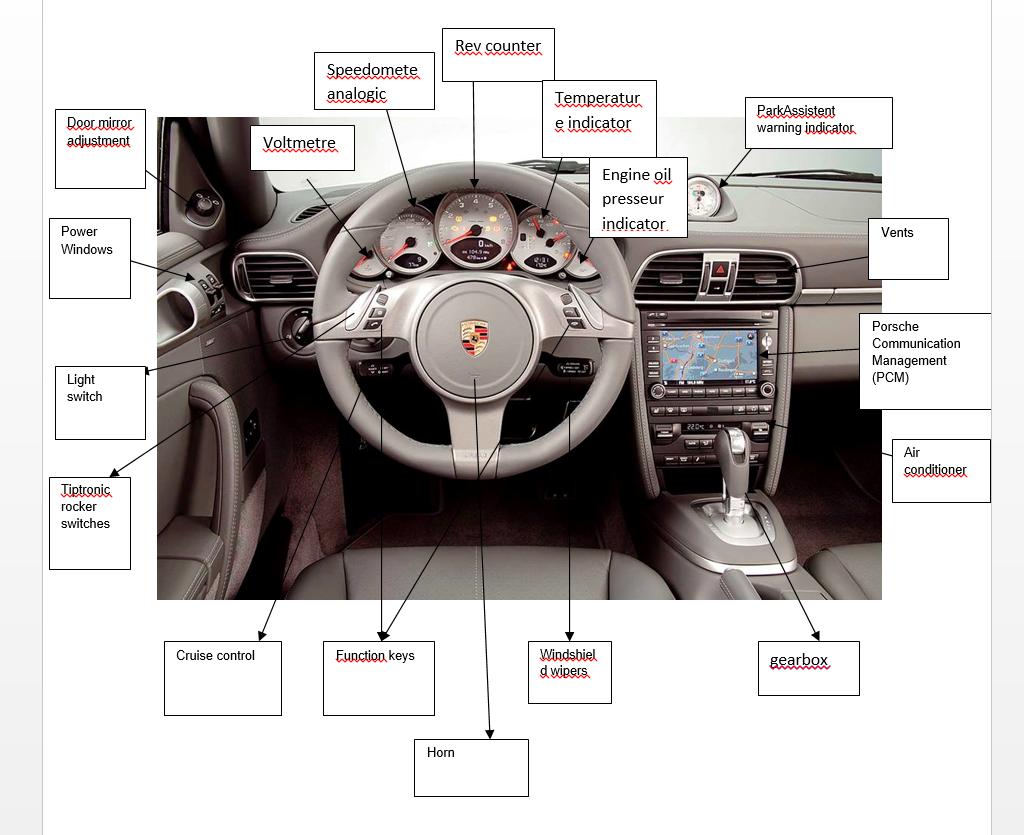 Rev counter
Speedomete
analogic
Temperatur
e indicator
ParkAssistent
warning indicator
Door mirror
adjustment
Voltmetre
Engine oil
presseur
indicator
Power
Windows
Vents
Porsche
Communication
Management
(PCM)
Light
switch
Air
conditioner
Tiptronic
rocker
switches
Cruise control
Function keys
Windshiel
d wipers
gearbox
Horn